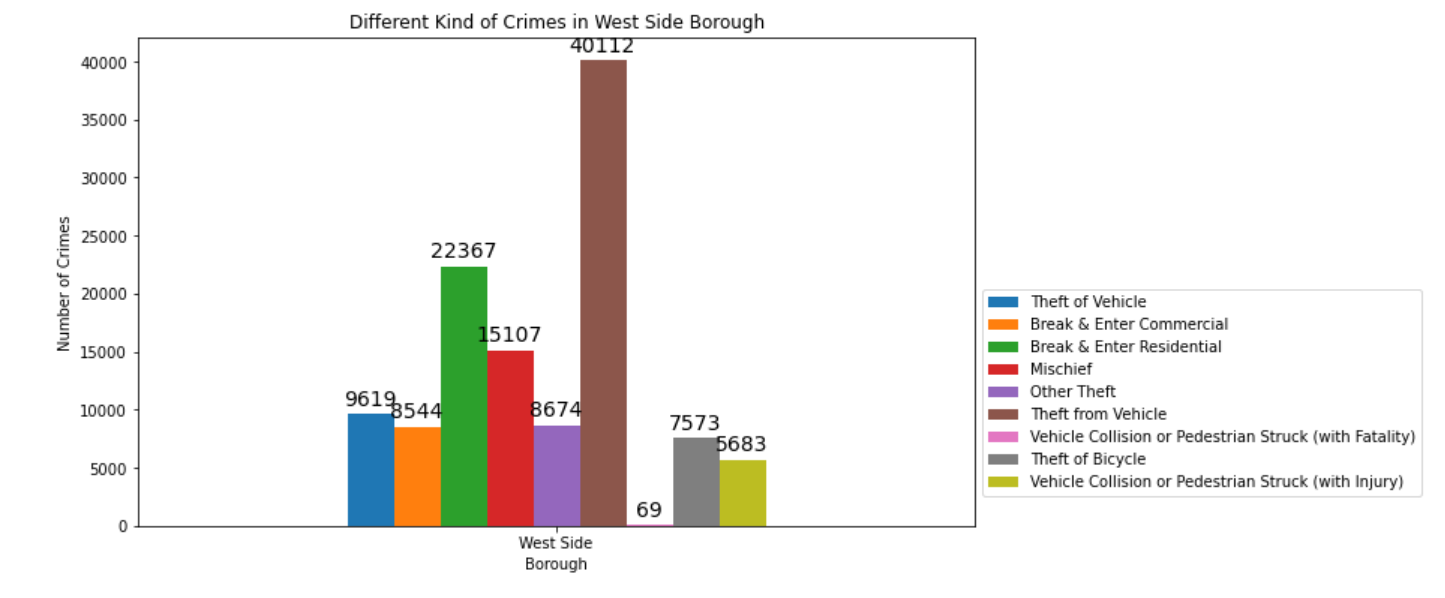 Different Kind of Crimes in West Side Borough
40112
40000
35000
30000
25000
22367
20000
15107
15000
9619
8544
8674
10000
7573
5683
5000
69
0
Number of Crimes
West Side
Borough
Theft of Vehicle
Break & Enter Commercial
Break & Enter Residential
Mischief
Other Theft
Theft from Vehicle
Vehicle Collision or Pedestrian Struck (with Fatality)
Theft of Bicycle
Vehicle Collision or Pedestrian Struck (with Injury)